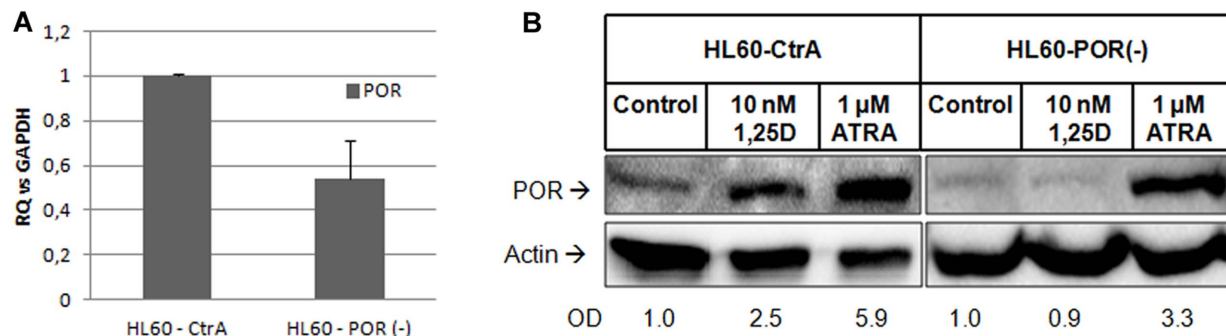 A
1,2
1
0,8
0,6
0,4
0,2
0
RQ vs GAPDH
POR
HL60 - CtrA
HL60 - POR (-)
B
HL60-CtrA HL60-POR(-)
Control 10 nM 1,25D 1 µM ATRA Control 10 nM 1,25D 1 µM ATRA
POR →
Actin →
OD 1.0 2.5 5.9 1.0 0.9 3.3